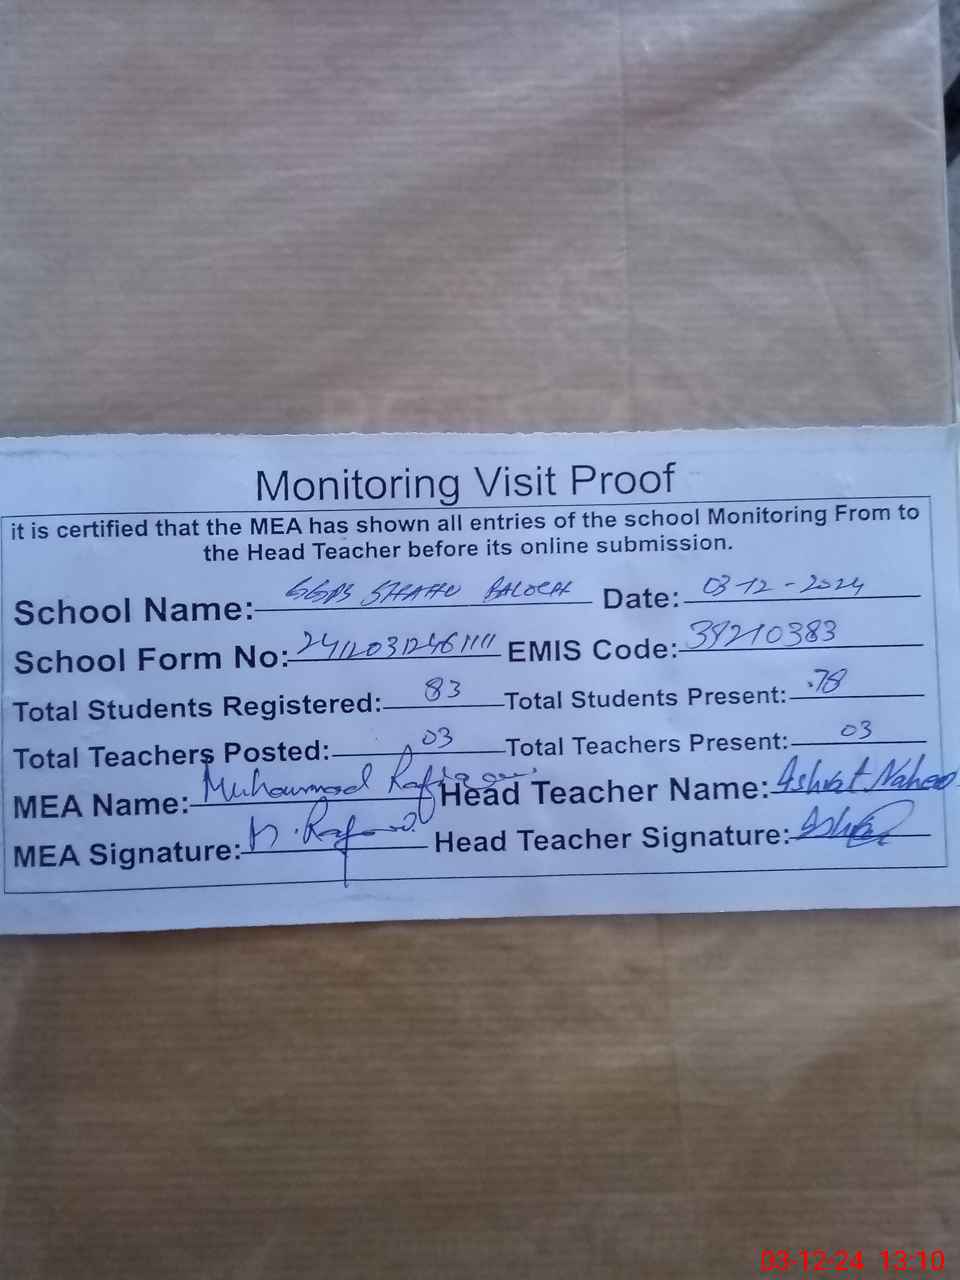 Monitoring Visit Proof
it is certified that the MEA has shown all entries of the school Monitoring From to
the Head Teacher before its online submission.
School Name: GGPS SHAHU BALOCH Date: 03-12-2024
School Form No: EMIS Code: 39210383
Total Students Registered: 83 Total Students Present: 78
Total Teachers Posted: 03 Total Teachers Present: 03
MEA Name: Muhammad Head Teacher Name: Ishrat Naheed
MEA Signature: Head Teacher Signature:
03-12-24 13:10